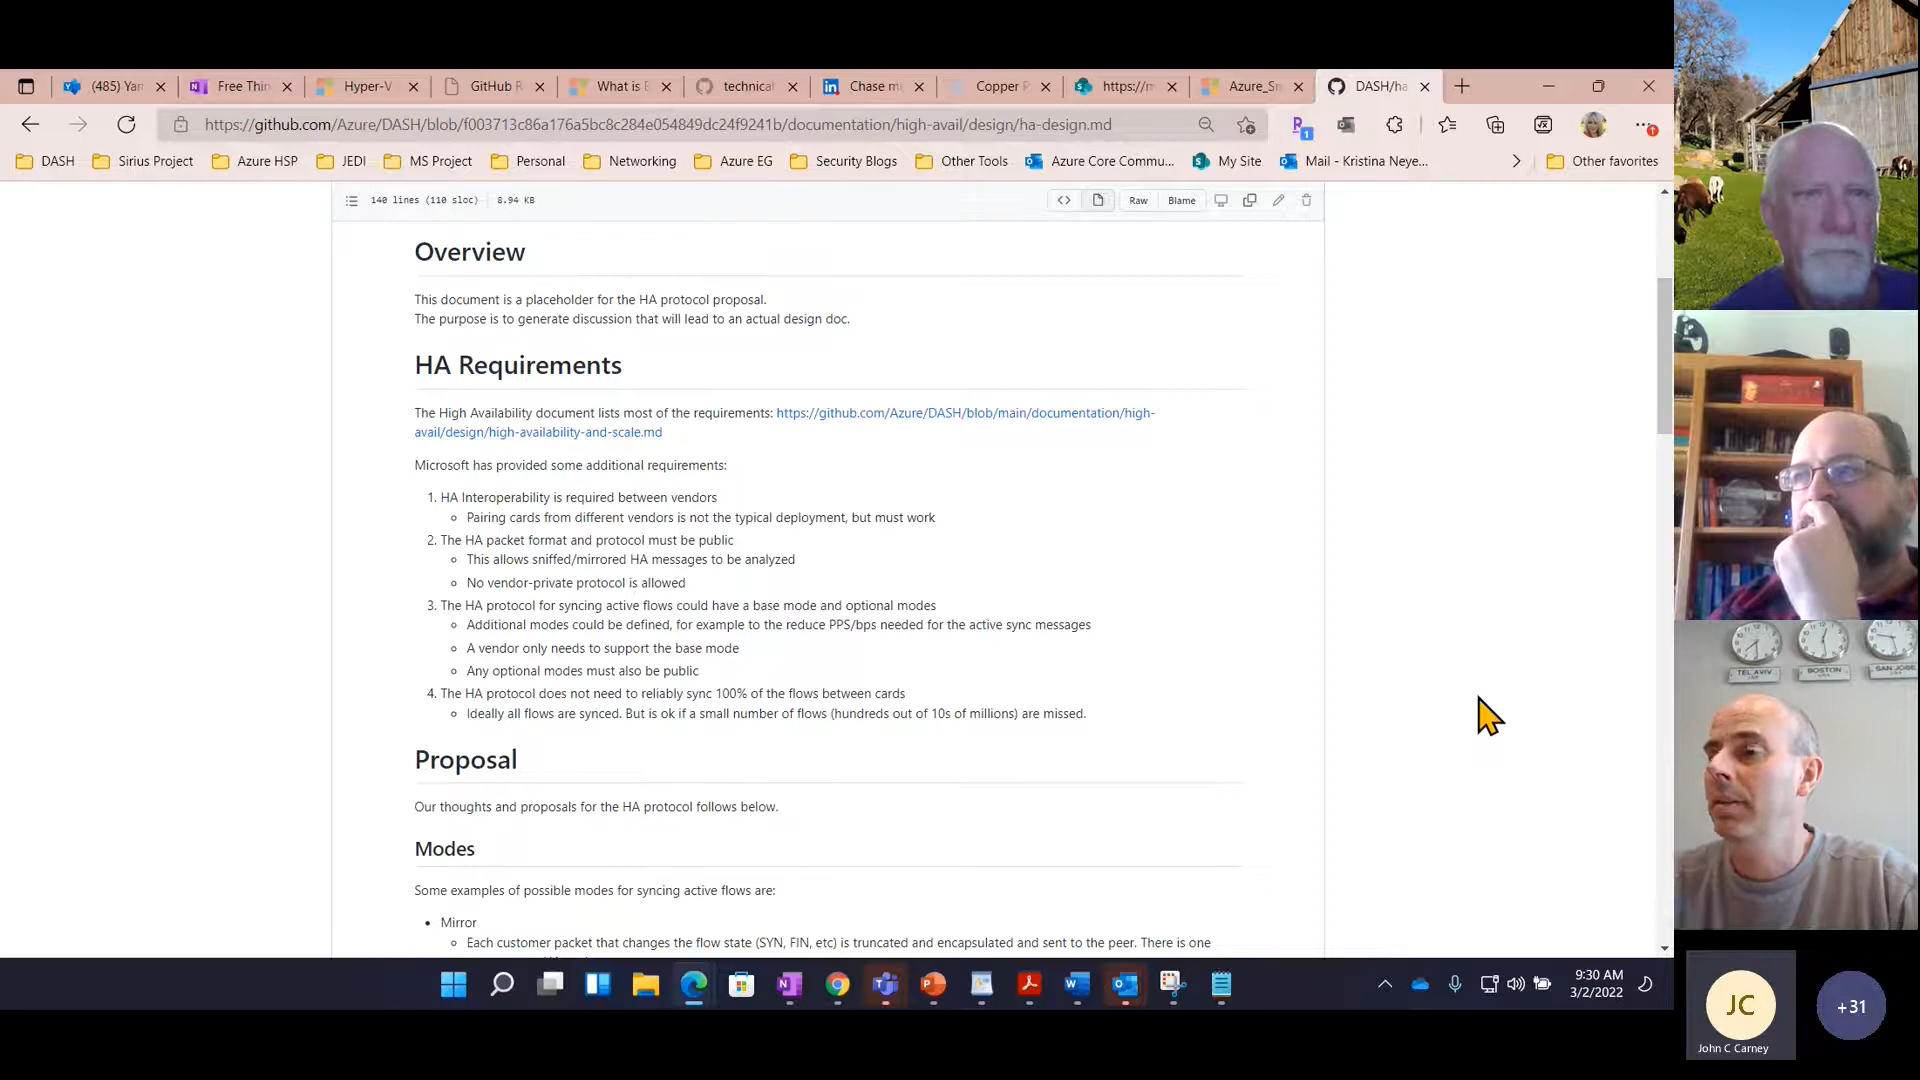 (485) Yan
Free Thin
Hyper-V
GitHub R
What is E
technical
Chase m
Copper P
https://m
Azure_Sn
DASH/ha
https://github.com/Azure/DASH/blob/f003713c86a176a5bc8c284e054849dc24f9241b/documentation/high-avail/design/ha-design.md
DASH
Sirius Project
Azure HSP
JEDI
MS Project
Personal
Networking
Azure EG
Security Blogs
Other Tools
Azure Core Commu...
My Site
Mail - Kristina Neye...
Other favorites
140 lines (110 sloc)
8.94 KB
Raw
Blame
Overview
This document is a placeholder for the HA protocol proposal.
The purpose is to generate discussion that will lead to an actual design doc.
HA Requirements
The High Availability document lists most of the requirements: https://github.com/Azure/DASH/blob/main/documentation/high-
avail/design/high-availability-and-scale.md
Microsoft has provided some additional requirements:
1. HA Interoperability is required between vendors
Pairing cards from different vendors is not the typical deployment, but must work
2. The HA packet format and protocol must be public
This allows sniffed/mirrored HA messages to be analyzed
No vendor-private protocol is allowed
3. The HA protocol for syncing active flows could have a base mode and optional modes
Additional modes could be defined, for example to the reduce PPS/bps needed for the active sync messages
A vendor only needs to support the base mode
Any optional modes must also be public
4. The HA protocol does not need to reliably sync 100% of the flows between cards
Ideally all flows are synced. But is ok if a small number of flows (hundreds out of 10s of millions) are missed.
Proposal
Our thoughts and proposals for the HA protocol follows below.
Modes
Some examples of possible modes for syncing active flows are:
Mirror
Each customer packet that changes the flow state (SYN, FIN, etc) is truncated and encapsulated and sent to the peer. There is one
9:30 AM
3/2/2022
TEL AVIV
BOSTON
SAN JOSE
JC
John C Carney
+31